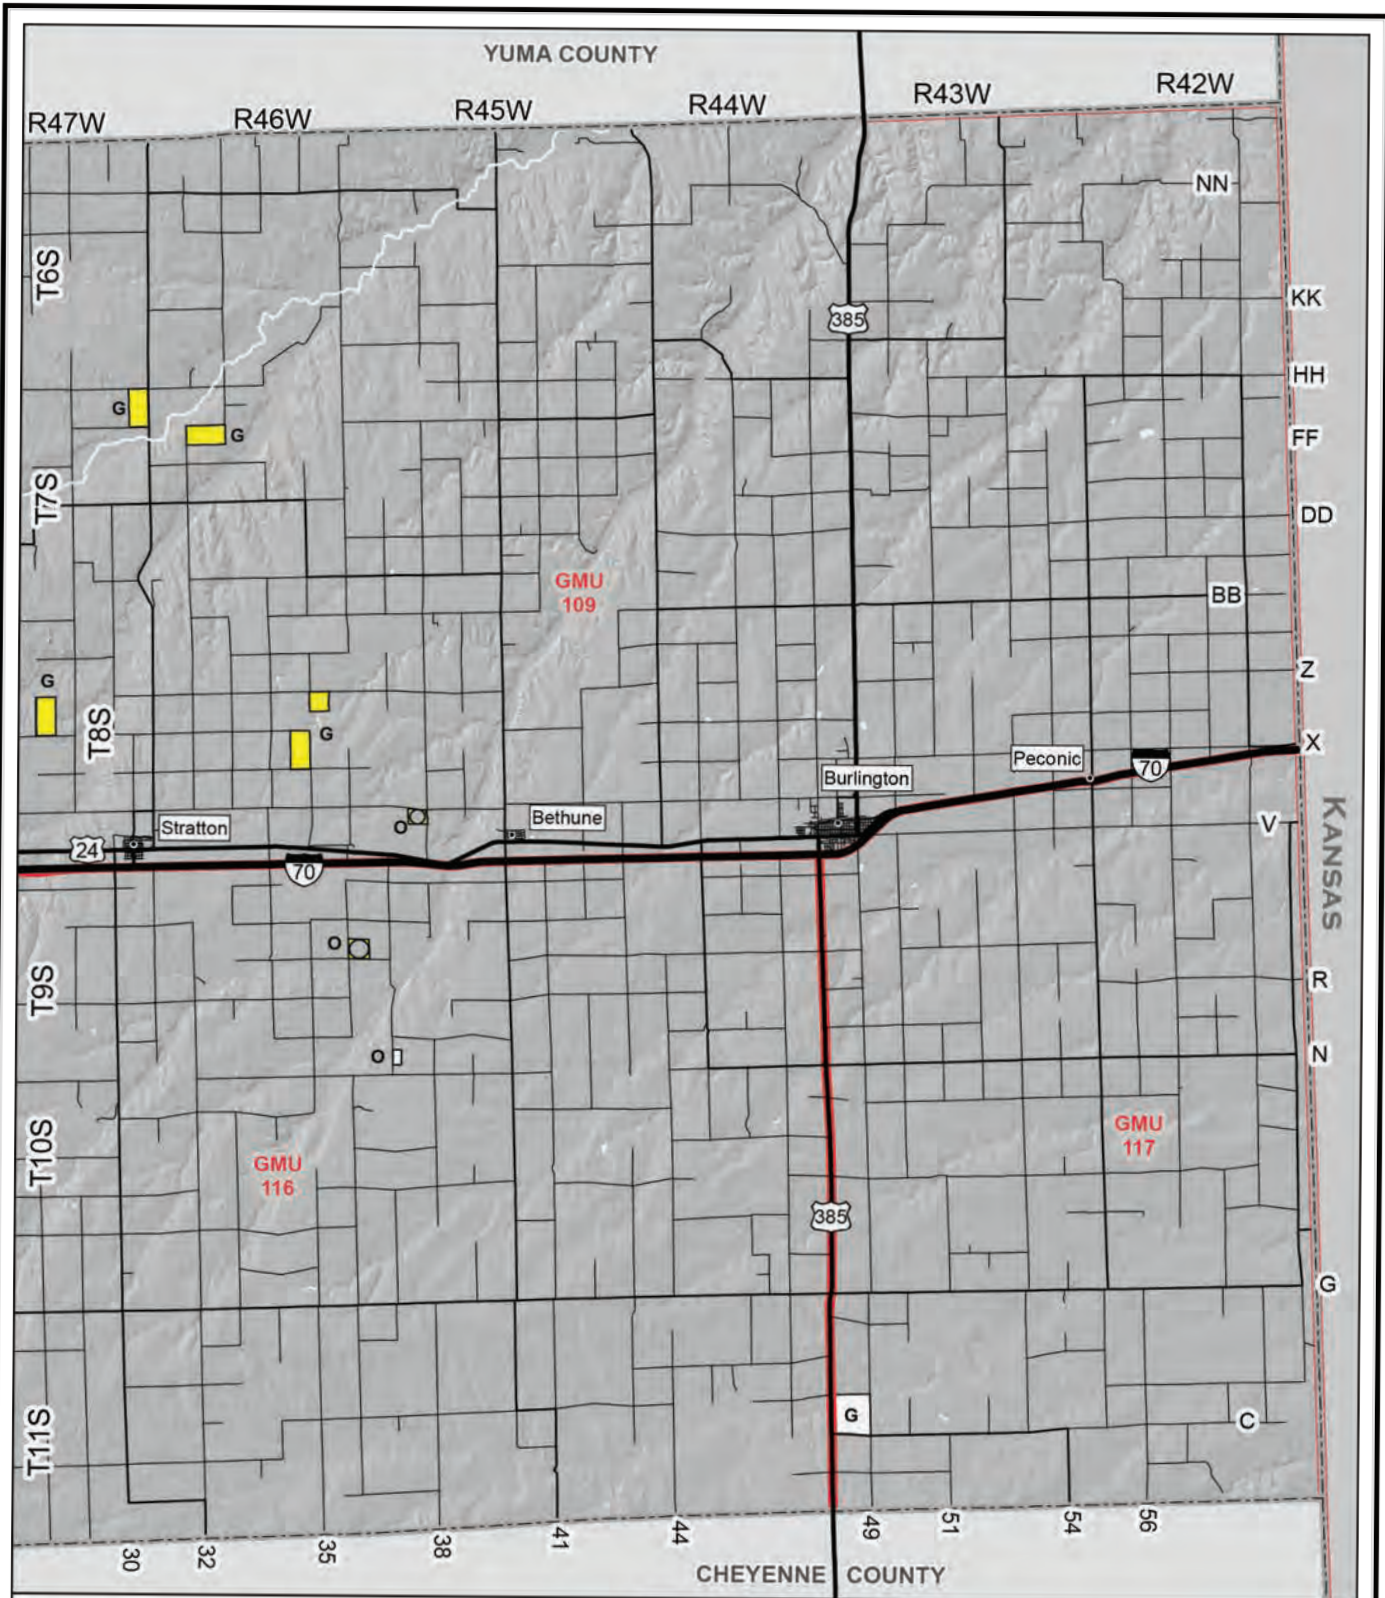 YUMA COUNTY
R47W
R46W
R45W
R44W
R43W
R42W
NN
T6S
KK
385
HH
G
G
FF
T7S
DD
GMU
109
BB
Z
G
T8S
G
X
Peconic
70
Burlington
Bethune
O
Stratton
24
V
70
KANSAS
O
T9S
R
O
N
T10S
GMU
117
GMU
116
385
G
T11S
G
C
30
32
35
38
41
44
49
51
54
56
CHEYENNE COUNTY